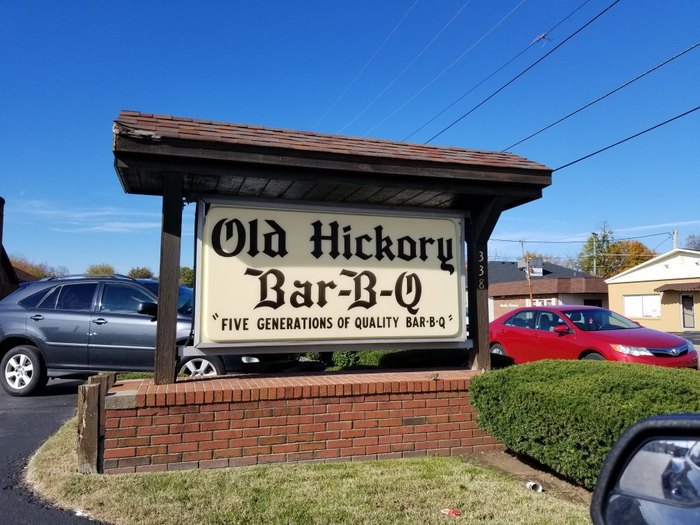 Old Hickory
Bar-B-Q
"FIVE GENERATIONS OF QUALITY BAR-B-Q"
338